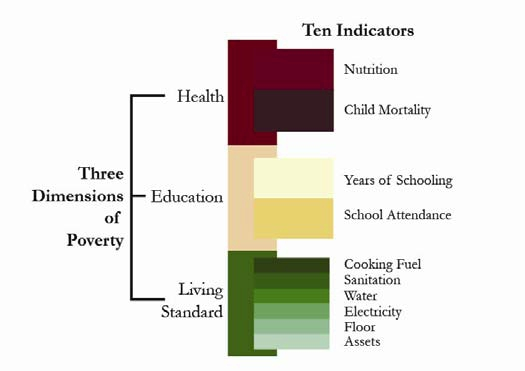 Ten Indicators
Nutrition
Health
Child Mortality
Three
Dimensions
of
Poverty
Years of Schooling
Education
School Attendance
Cooking Fuel
Sanitation
Living
Standard
Water
Electricity
Floor
Assets